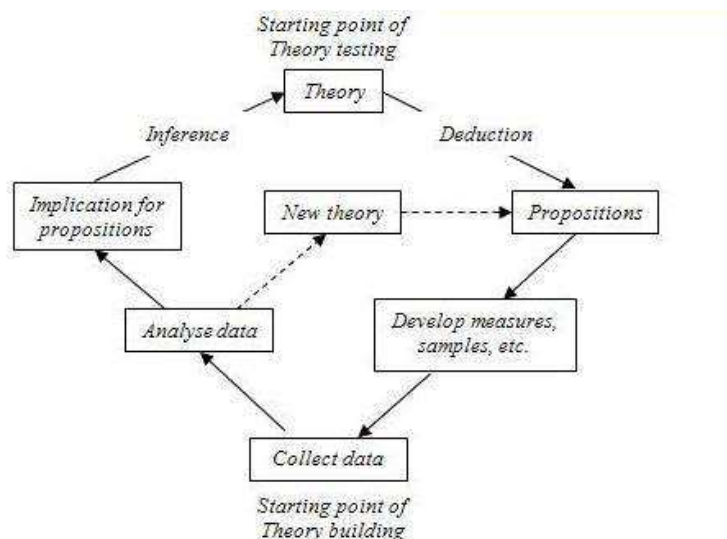 Starting point of
Theory testing
Theory
Inference
Deduction
Implication for
propositions
New theory
Propositions
Analyse data
Develop measures,
samples, etc.
Collect data
Starting point of
Theory building